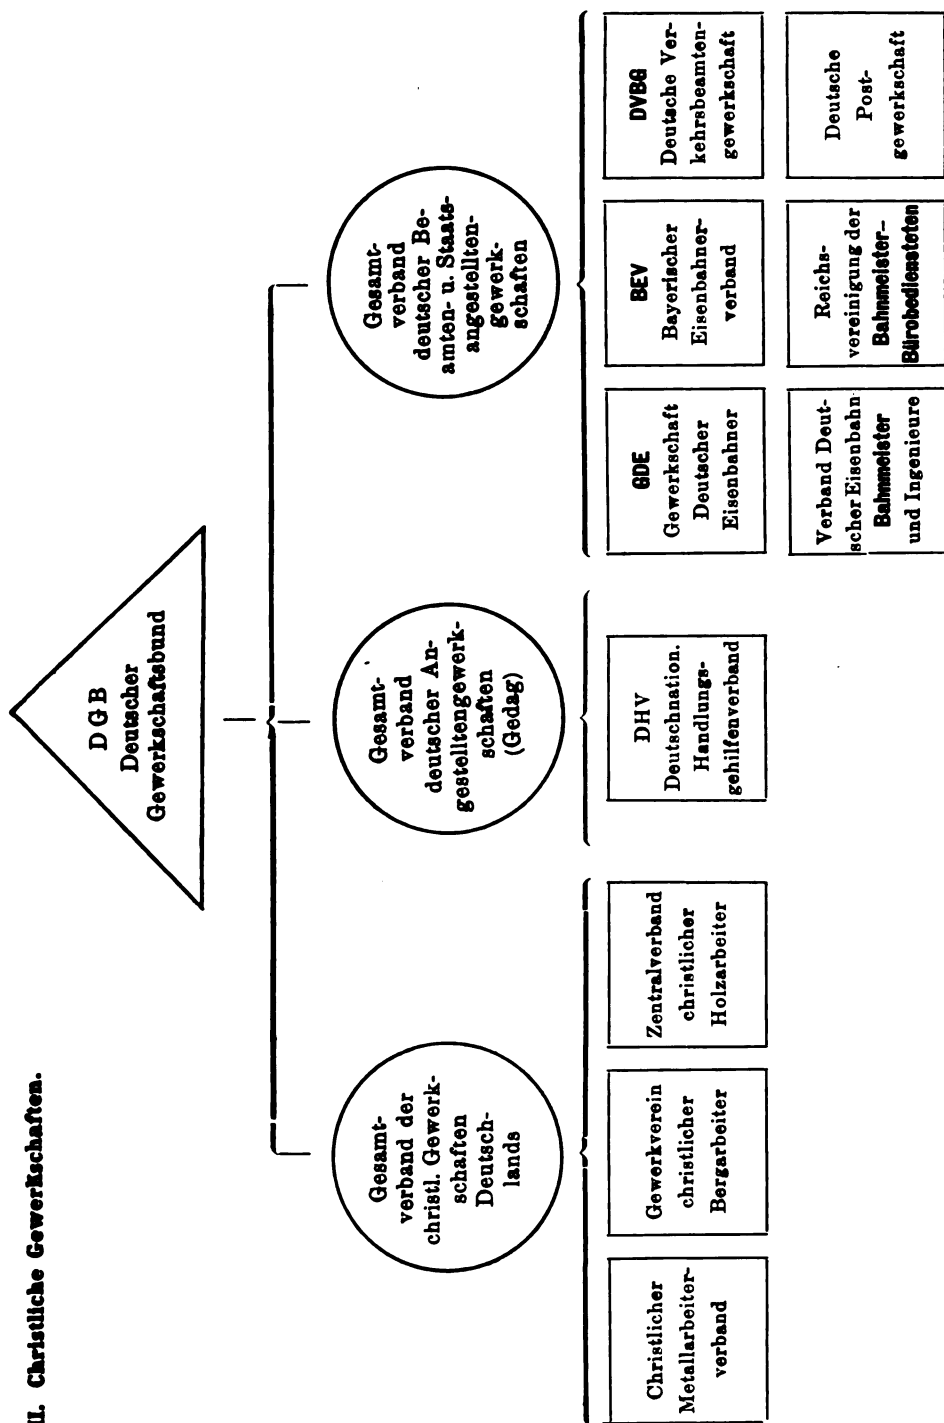 II. Christliche Gewerkschaften.
DGB
Deutscher
Gewerkschaftsbund
Gesamt-
verband der
christl. Gewerk-
schaften
Deutsch-
lands
Gesamt-
verband
deutscher An-
gestelltengewerk-
schaften
(Gedag)
Gesamt-
verband
deutscher Be-
amten- u. Staats-
angestellten-
gewerk-
schaften
Christlicher
Metallarbeiter-
verband
Gewerkverein
christlicher
Bergarbeiter
Zentralverband
christlicher
Holzarbeiter
DHV
Deutschnation.
Handlungs-
gehilfenverband
GDE
Gewerkschaft
Deutscher
Eisenbahner
BEV
Bayerischer
Eisenbahner-
verband
DVBG
Deutsche Ver-
kehrsbeamten-
gewerkschaft
Verband Deut-
scher Eisenbahn
Bahnmeister
und Ingenieure
Reichs-
vereinigung der
Bahnmeister-
Bürobediensteten
Deutsche
Post-
gewerkschaft